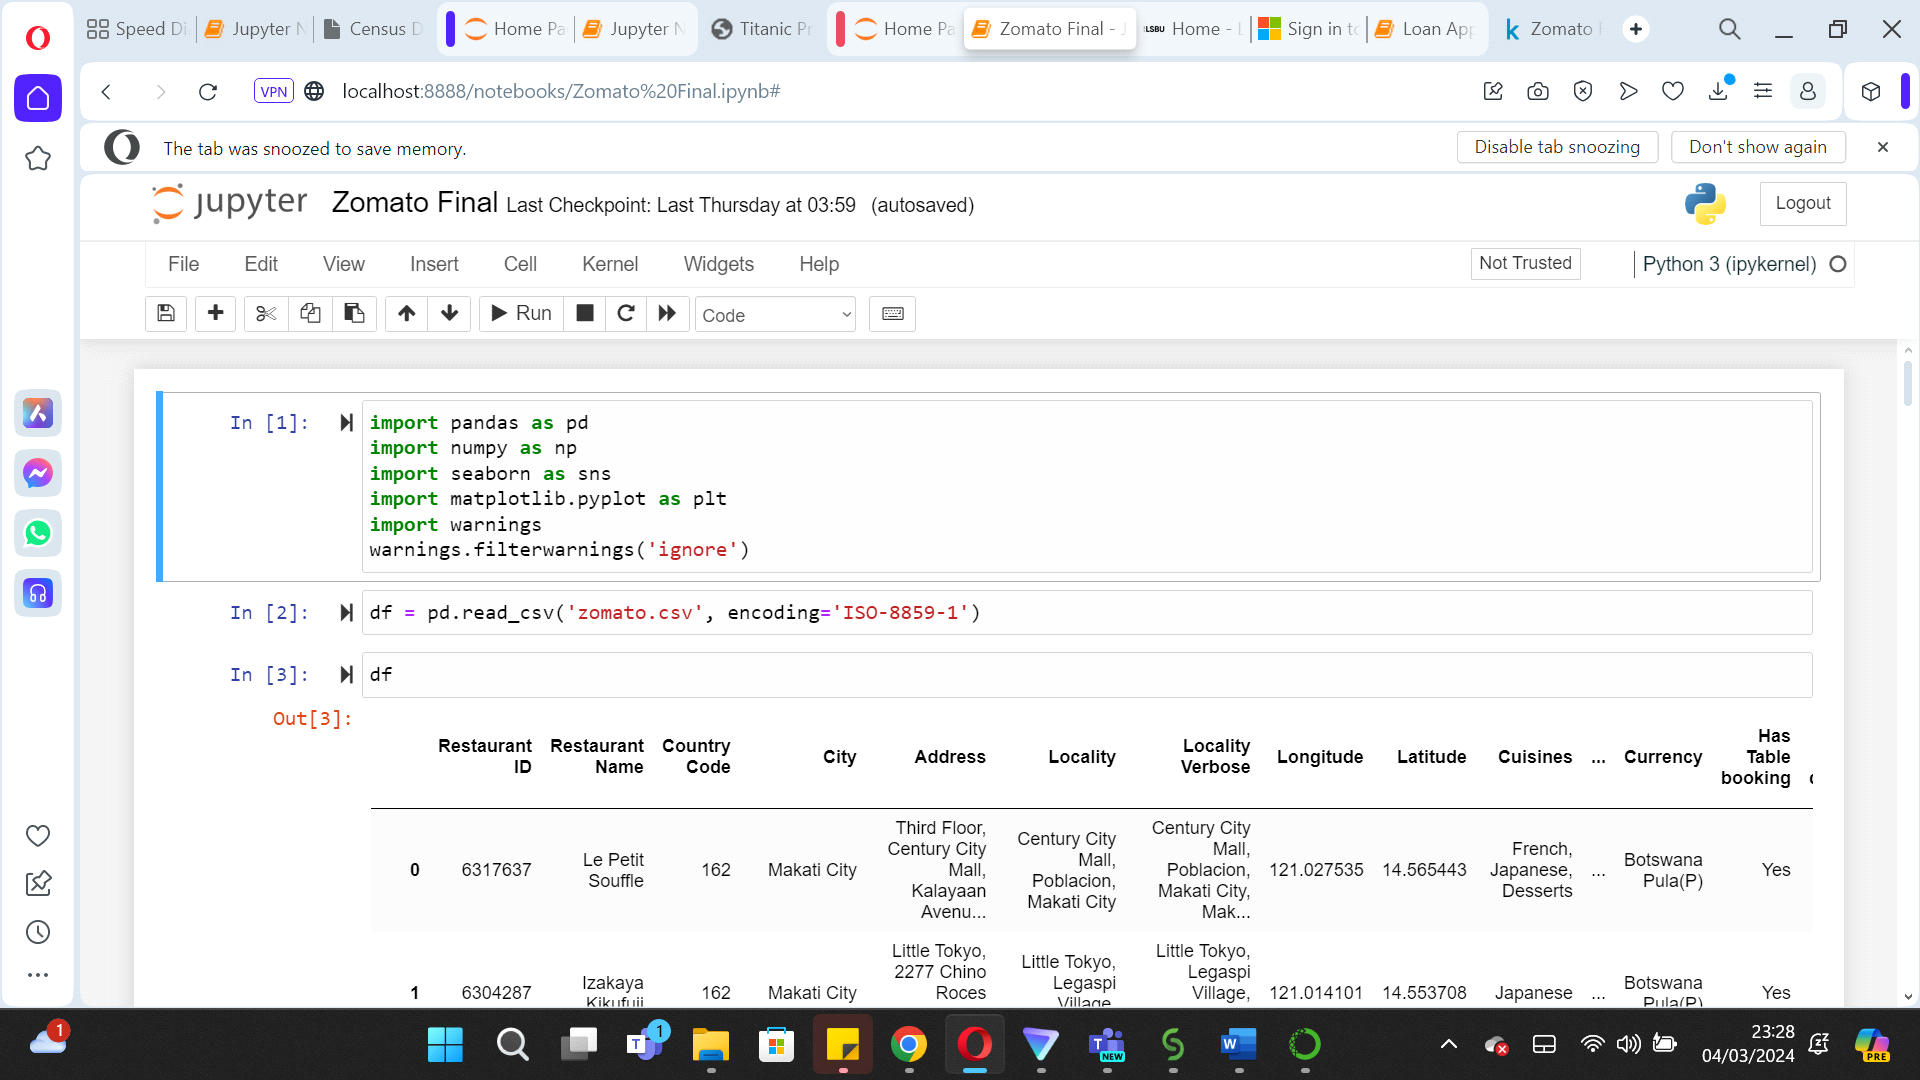 Speed Di
Jupyter N
Census D
Home Pa
Jupyter N
Titanic Pr
Home Pa
Zomato Final - J
LSBU
Home - L
Sign in to
Loan App
Zomato F
VPN
localhost:8888/notebooks/Zomato%20Final.ipynb#
The tab was snoozed to save memory.
Disable tab snoozing
Don't show again
jupyter Zomato Final Last Checkpoint: Last Thursday at 03:59 (autosaved)
Logout
File Edit View Insert Cell Kernel Widgets Help
Not Trusted
Python 3 (ipykernel)
Run
Code
In [1]:
import pandas as pd
import numpy as np
import seaborn as sns
import matplotlib.pyplot as plt
import warnings
warnings.filterwarnings('ignore')
In [2]:
df = pd.read_csv('zomato.csv', encoding='ISO-8859-1')
In [3]:
df
Out[3]:
Restaurant ID
Restaurant Name
Country Code
City
Address
Locality
Locality Verbose
Longitude
Latitude
Cuisines
...
Currency
Has Table booking
0
6317637
Le Petit Souffle
162
Makati City
Third Floor, Century City Mall, Kalayaan Avenu...
Century City Mall, Poblacion, Makati City
Century City Mall, Poblacion, Makati City, Mak...
121.027535
14.565443
French, Japanese, Desserts
...
Botswana Pula(P)
Yes
1
6304287
Izakaya Kikufuji
162
Makati City
Little Tokyo, 2277 Chino Roces
Little Tokyo, Legaspi Village,
Little Tokyo, Legaspi Village,
121.014101
14.553708
Japanese
...
Botswana Pula(P)
Yes
1
1
NEW
23:28
04/03/2024
PRE